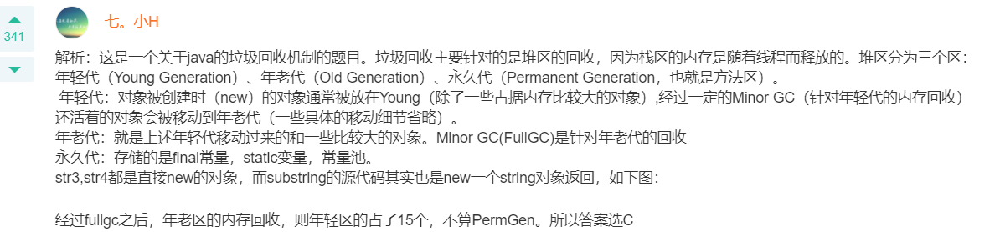 七。小H
341
解析：这是一个关于java的垃圾回收机制的题目。垃圾回收主要针对的是堆区的回收，因为栈区的内存是随着线程而释放的。堆区分为三个区：
年轻代（Young Generation）、年老代（Old Generation）、永久代（Permanent Generation，也就是方法区）。
年轻代：对象被创建时（new）的对象通常被放在Young（除了一些占据内存比较大的对象）,经过一定的Minor GC（针对年轻代的内存回收）
还活着的对象会被移动到年老代（一些具体的移动细节省略）。
年老代：就是上述年轻代移动过来的和一些比较大的对象。Minor GC(FullGC)是针对年老代的回收
永久代：存储的是final常量，static变量，常量池。
str3,str4都是直接new的对象，而substring的源代码其实也是new一个string对象返回，如下图：
经过fullgc之后，年老区的内存回收，则年轻区的占了15个，不算PermGen。所以答案选C